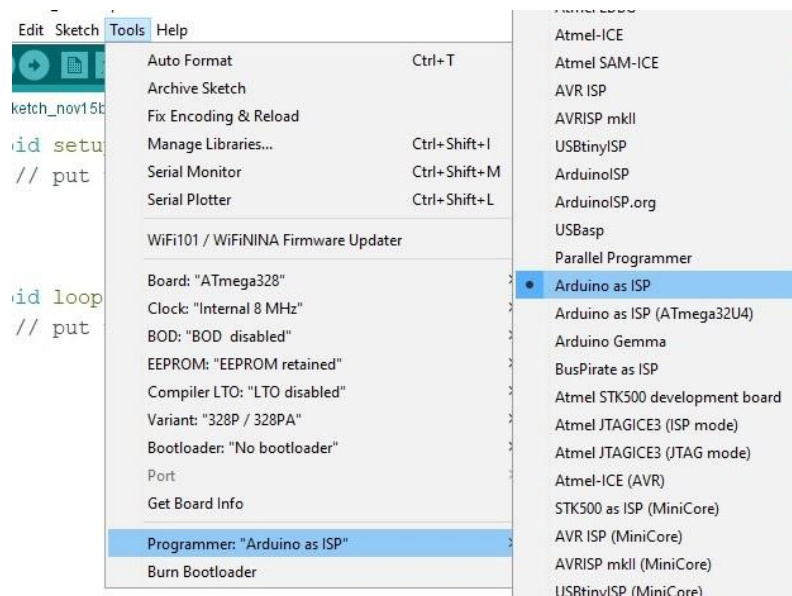 Edit Sketch Tools Help
ketch_nov15b
id setu
// put
id loop
// put
Auto Format Ctrl+T
Archive Sketch
Fix Encoding & Reload
Manage Libraries... Ctrl+Shift+I
Serial Monitor Ctrl+Shift+M
Serial Plotter Ctrl+Shift+L
WiFi101 / WiFiNINA Firmware Updater
Board: "ATmega328"
Clock: "Internal 8 MHz"
BOD: "BOD disabled"
EEPROM: "EEPROM retained"
Compiler LTO: "LTO disabled"
Variant: "328P / 328PA"
Bootloader: "No bootloader"
Port
Get Board Info
Programmer: "Arduino as ISP"
Burn Bootloader
Atmel-ICE
Atmel SAM-ICE
AVR ISP
AVRISP mkII
USBtinyISP
ArduinoISP
ArduinoISP.org
USBasp
Parallel Programmer
Arduino as ISP
Arduino as ISP (ATmega32U4)
Arduino Gemma
BusPirate as ISP
Atmel STK500 development board
Atmel JTAGICE3 (ISP mode)
Atmel JTAGICE3 (JTAG mode)
Atmel-ICE (AVR)
STK500 as ISP (MiniCore)
AVR ISP (MiniCore)
AVRISP mkII (MiniCore)
USBtinyISP (MiniCore)